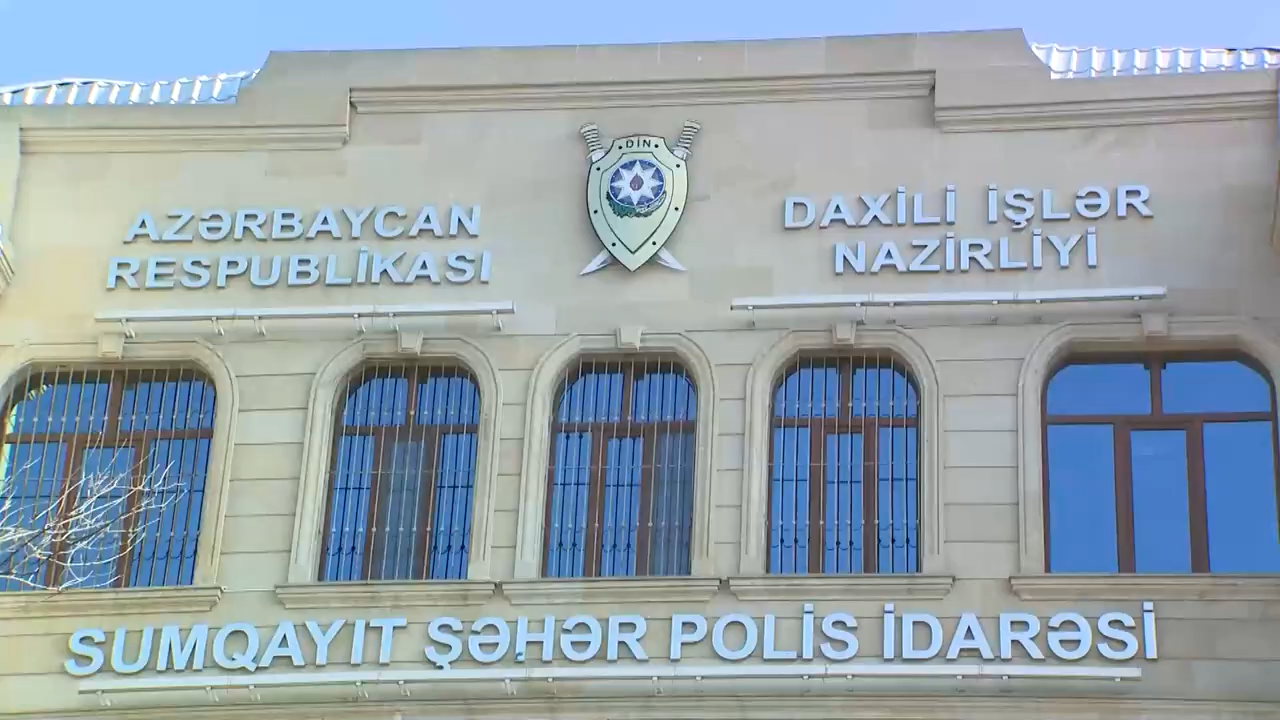 AZƏRBAYCAN
RESPUBLİKASI
DİN
DAXİLİ İŞLƏR
NAZİRLİYİ
SUMQAYIT ŞƏHƏR POLİS İDARƏSİ